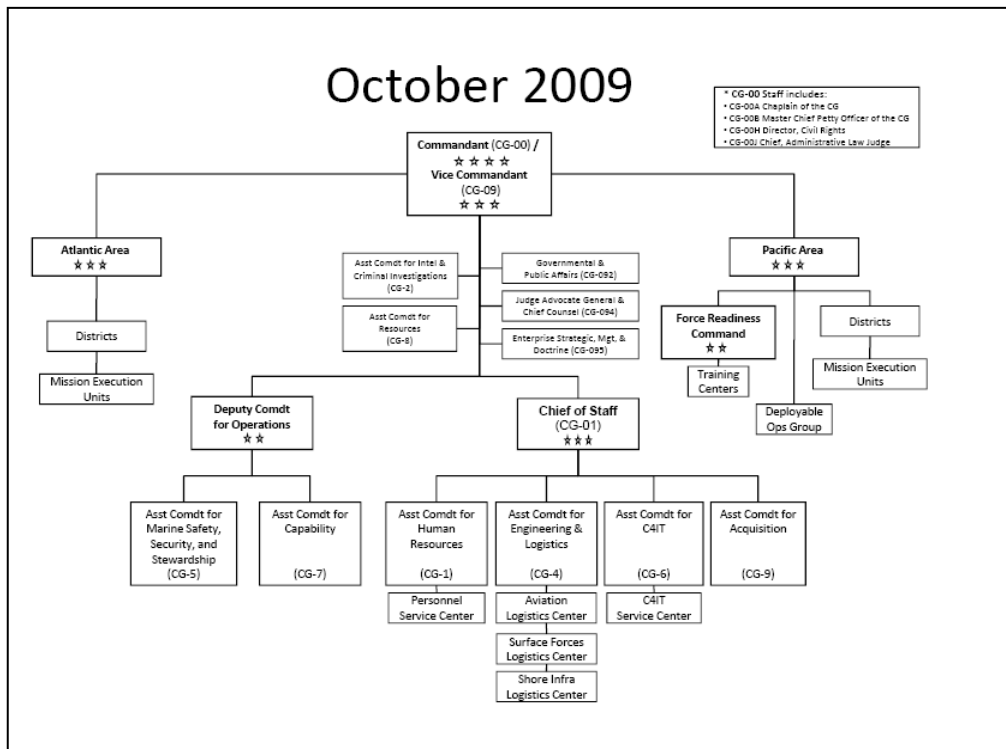 October 2009
* CG-00 Staff includes:
• CG-00A Chaplain of the CG
• CG-00B Master Chief Petty Officer of the CG
• CG-00H Director, Civil Rights
• CG-00J Chief, Administrative Law Judge
Commandant (CG-00) /
☆ ☆ ☆ ☆
Vice Commandant
(CG-09)
☆ ☆ ☆
Atlantic Area
☆ ☆ ☆
Districts
Mission Execution
Units
Asst Comdt for Intel &
Criminal Investigations
(CG-2)
Governmental &
Public Affairs (CG-092)
Asst Comdt for
Resources
(CG-8)
Judge Advocate General &
Chief Counsel (CG-094)
Enterprise Strategic, Mgt, &
Doctrine (CG-095)
Pacific Area
☆ ☆ ☆
Force Readiness
Command
☆ ☆
Training
Centers
Deployable
Ops Group
Districts
Mission Execution
Units
Deputy Comdt
for Operations
☆ ☆
Chief of Staff
(CG-01)
☆ ☆ ☆
Asst Comdt for
Marine Safety,
Security, and
Stewardship
(CG-5)
Asst Comdt for
Capability
(CG-7)
Asst Comdt for
Human
Resources
(CG-1)
Personnel
Service Center
Asst Comdt for
Engineering &
Logistics
(CG-4)
Aviation
Logistics Center
Surface Forces
Logistics Center
Shore Infra
Logistics Center
Asst Comdt for
C4IT
(CG-6)
C4IT
Service Center
Asst Comdt for
Acquisition
(CG-9)